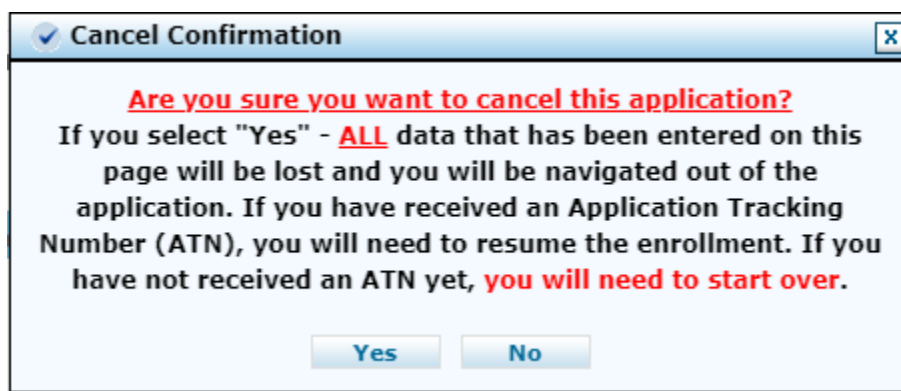 Cancel Confirmation
x
Are you sure you want to cancel this application?
If you select "Yes" - ALL data that has been entered on this
page will be lost and you will be navigated out of the
application. If you have received an Application Tracking
Number (ATN), you will need to resume the enrollment. If you
have not received an ATN yet, you will need to start over.
Yes No